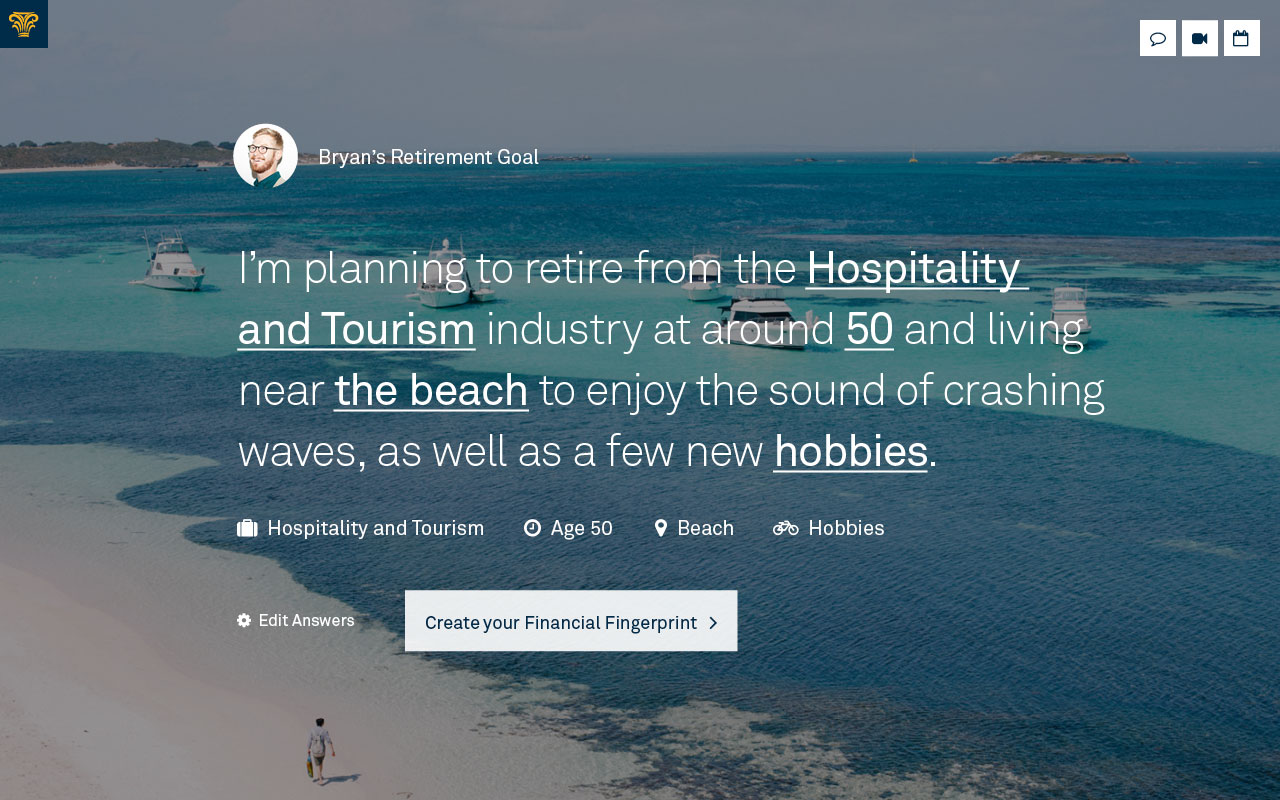 Bryan’s Retirement Goal
I’m planning to retire from the Hospitality
and Tourism industry at around 50 and living
near the beach to enjoy the sound of crashing
waves, as well as a few new hobbies.
Hospitality and Tourism Age 50 Beach Hobbies
Edit Answers Create your Financial Fingerprint